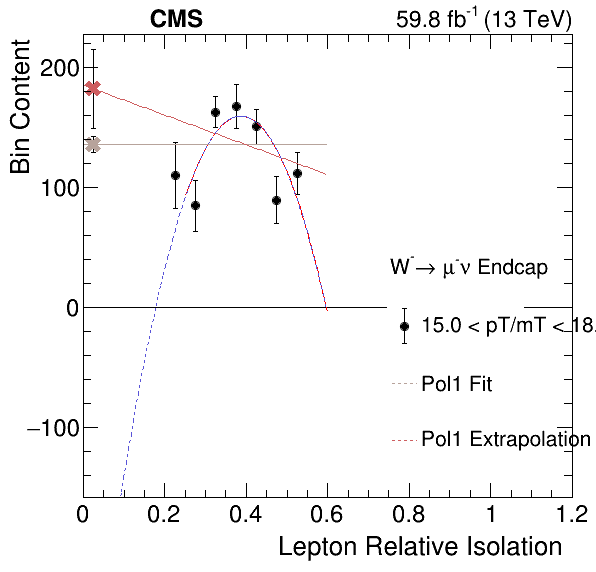 CMS 59.8 fb⁻¹ (13 TeV)
Bin Content
200
100
0
−100
W⁻→ μ⁻ν Endcap
15.0 < pT/mT < 18.
Pol1 Fit
Pol1 Extrapolation
0 0.2 0.4 0.6 0.8 1 1.2
Lepton Relative Isolation